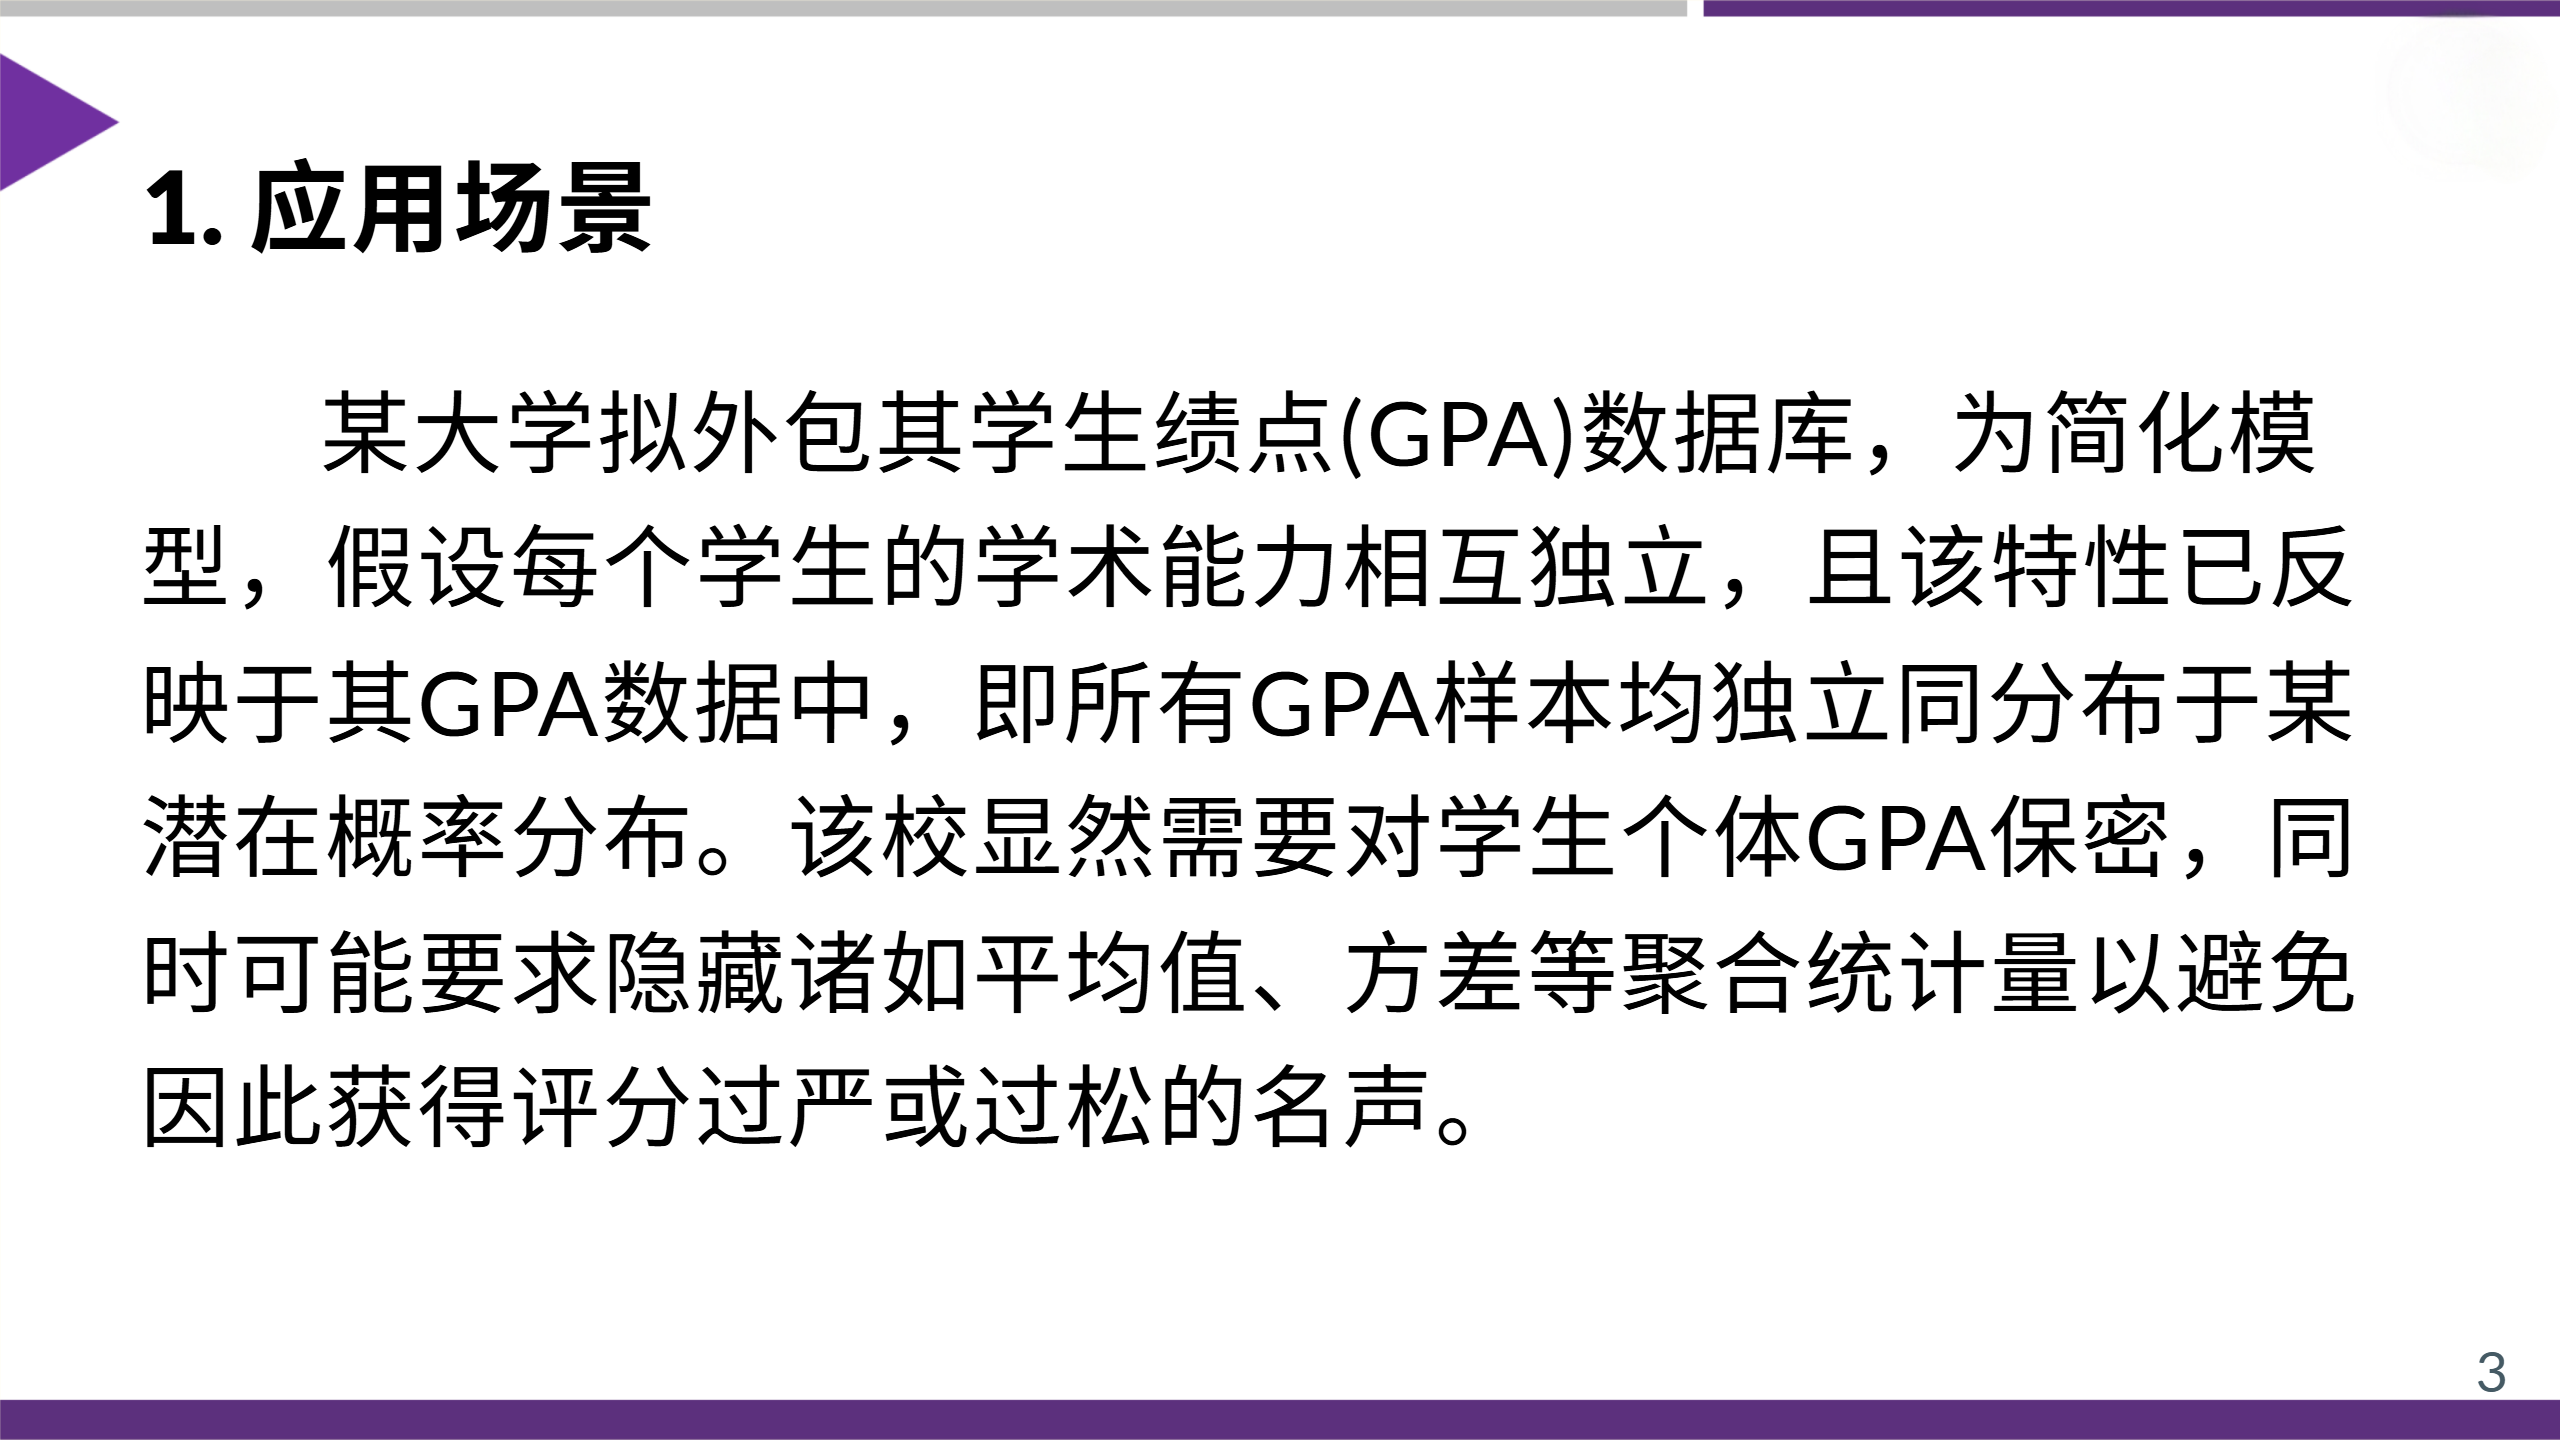 1. 应用场景
某大学拟外包其学生绩点(GPA)数据库，为简化模
型，假设每个学生的学术能力相互独立，且该特性已反
映于其GPA数据中，即所有GPA样本均独立同分布于某
潜在概率分布。该校显然需要对学生个体GPA保密，同
时可能要求隐藏诸如平均值、方差等聚合统计量以避免
因此获得评分过严或过松的名声。
3